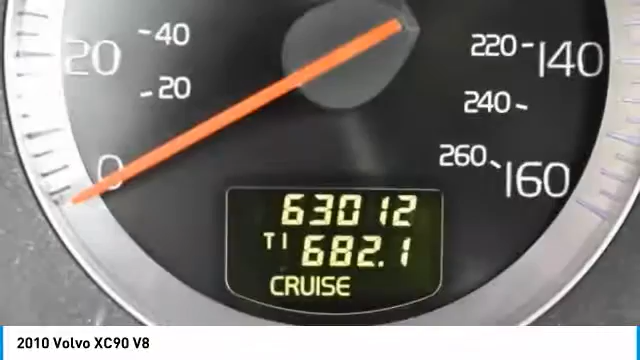 20 -40 220- 140
-20 240-
0 260- 160
63012
T1 682.1
CRUISE
2010 Volvo XC90 V8